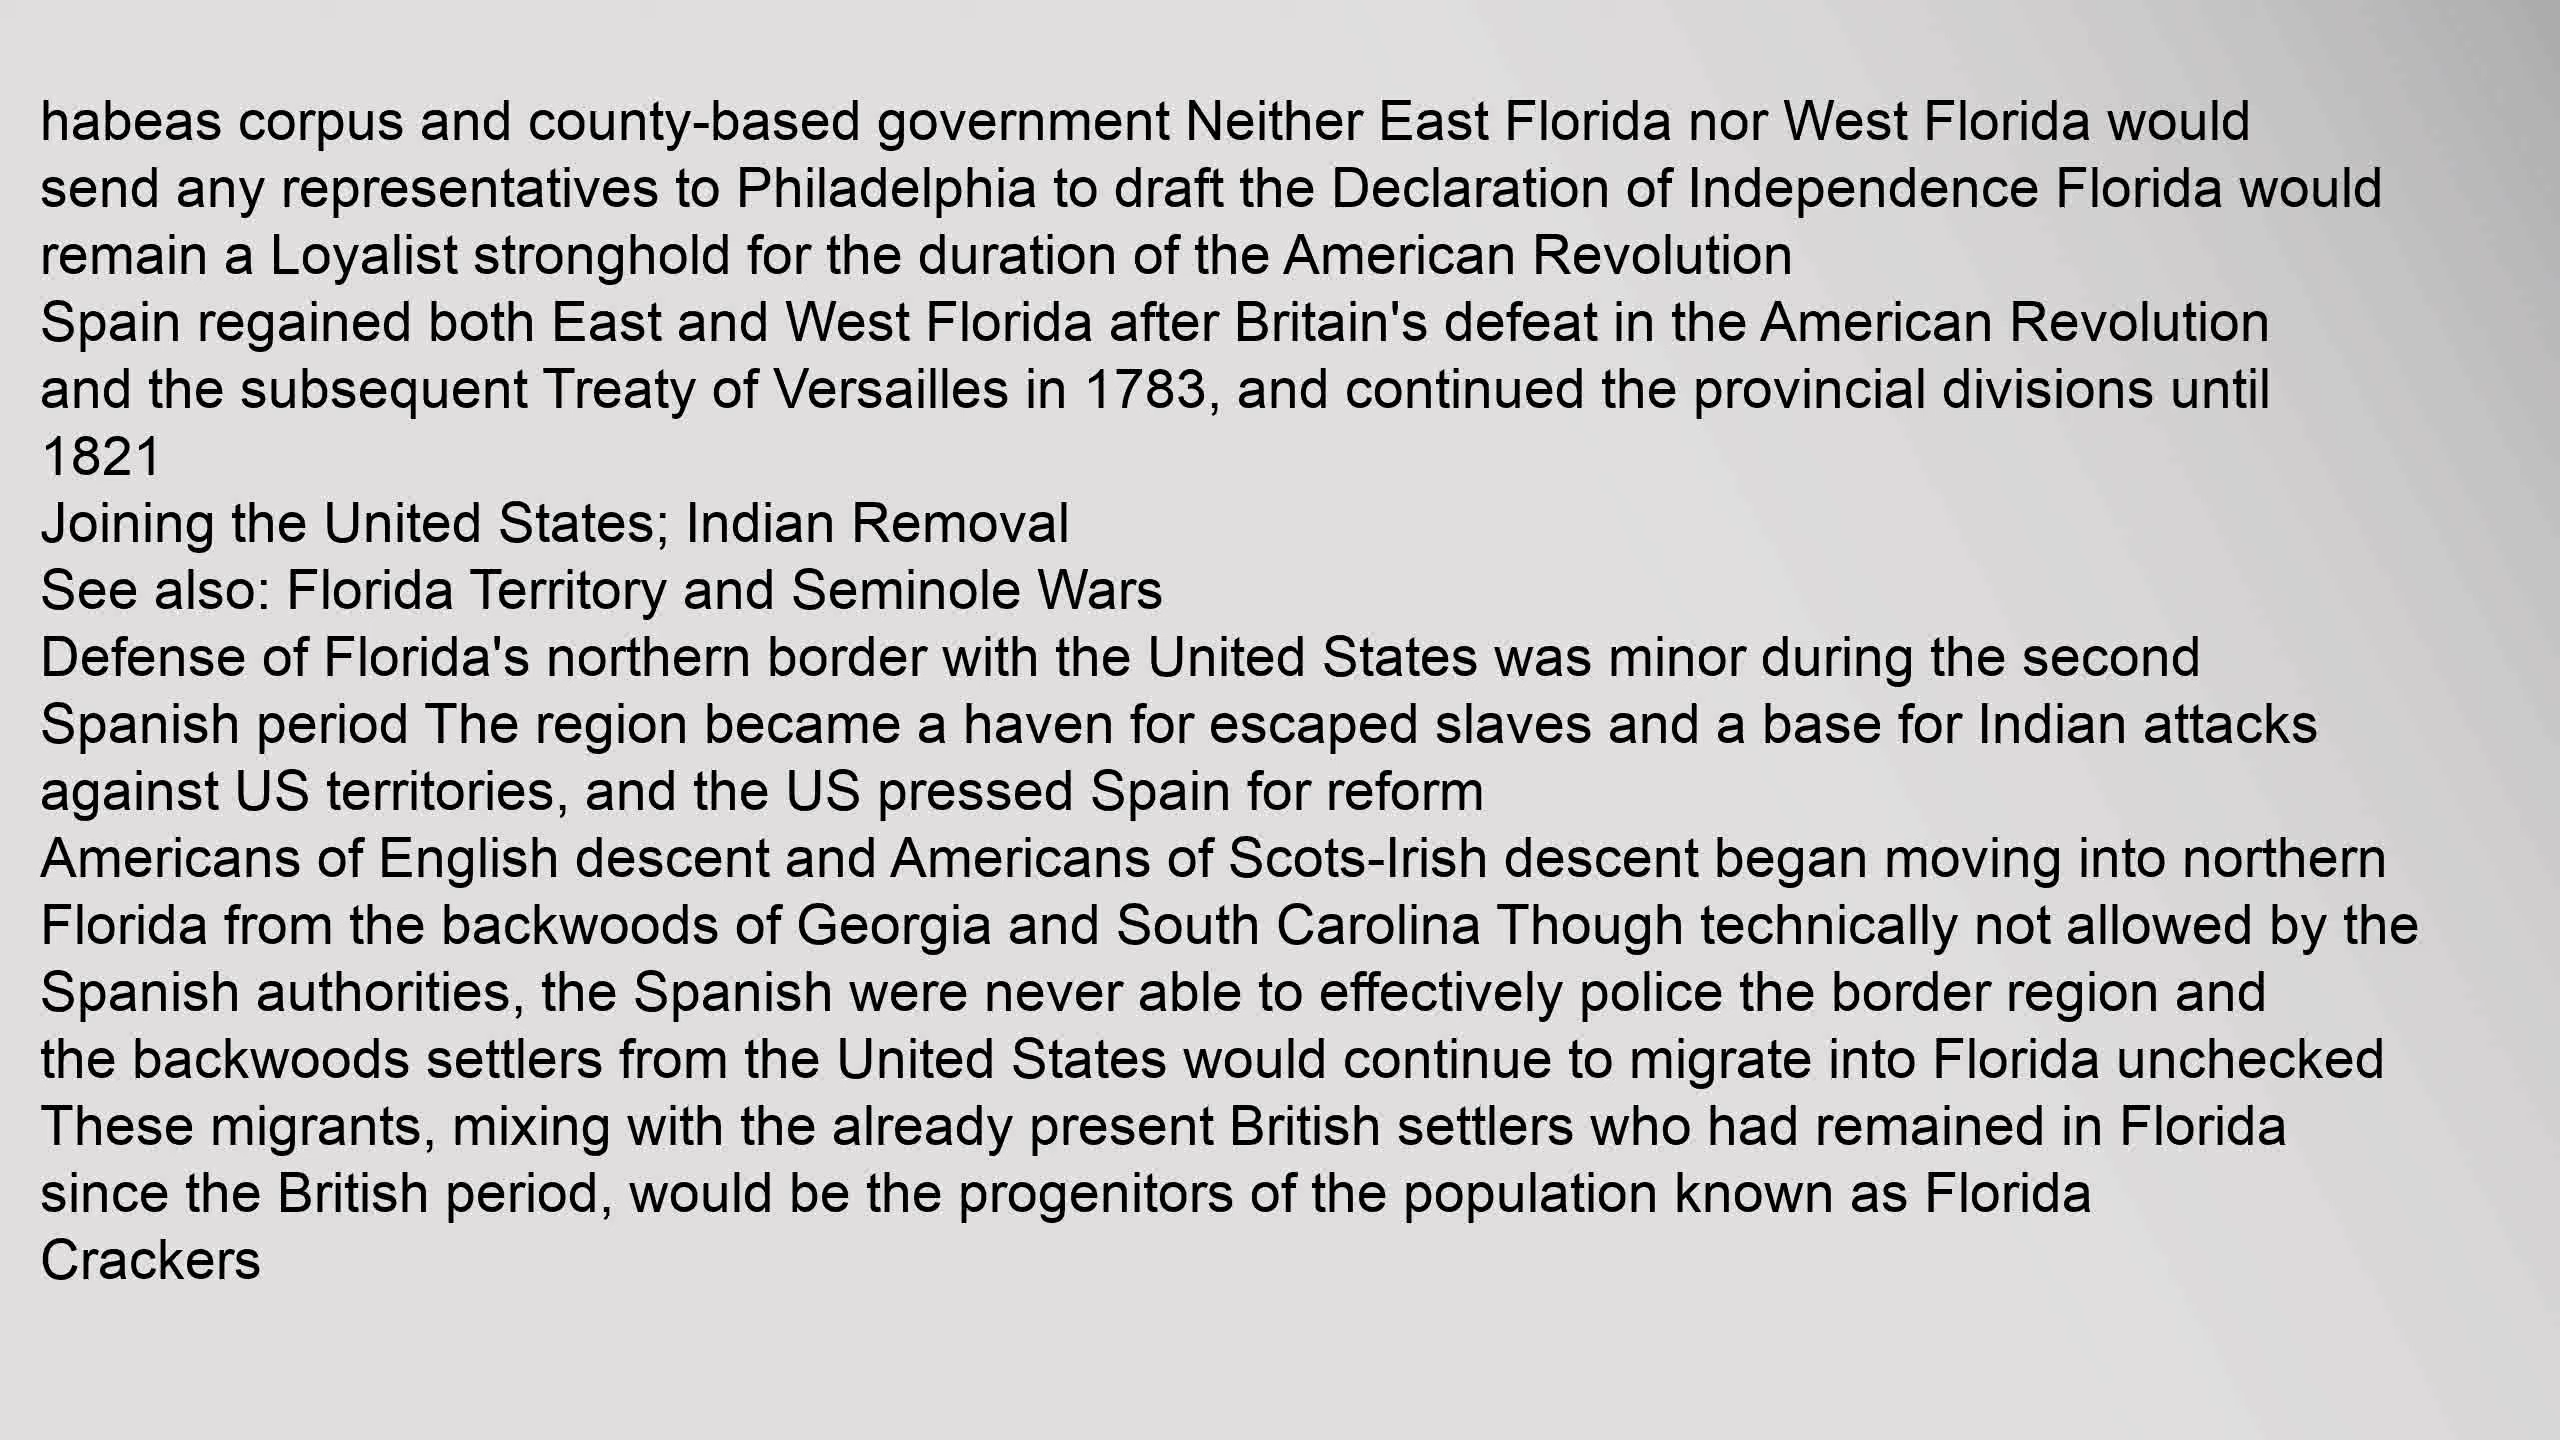 habeas corpus and county-based government Neither East Florida nor West Florida would
send any representatives to Philadelphia to draft the Declaration of Independence Florida would
remain a Loyalist stronghold for the duration of the American Revolution
Spain regained both East and West Florida after Britain's defeat in the American Revolution
and the subsequent Treaty of Versailles in 1783, and continued the provincial divisions until
1821
Joining the United States; Indian Removal
See also: Florida Territory and Seminole Wars
Defense of Florida's northern border with the United States was minor during the second
Spanish period The region became a haven for escaped slaves and a base for Indian attacks
against US territories, and the US pressed Spain for reform
Americans of English descent and Americans of Scots-Irish descent began moving into northern
Florida from the backwoods of Georgia and South Carolina Though technically not allowed by the
Spanish authorities, the Spanish were never able to effectively police the border region and
the backwoods settlers from the United States would continue to migrate into Florida unchecked
These migrants, mixing with the already present British settlers who had remained in Florida
since the British period, would be the progenitors of the population known as Florida
Crackers